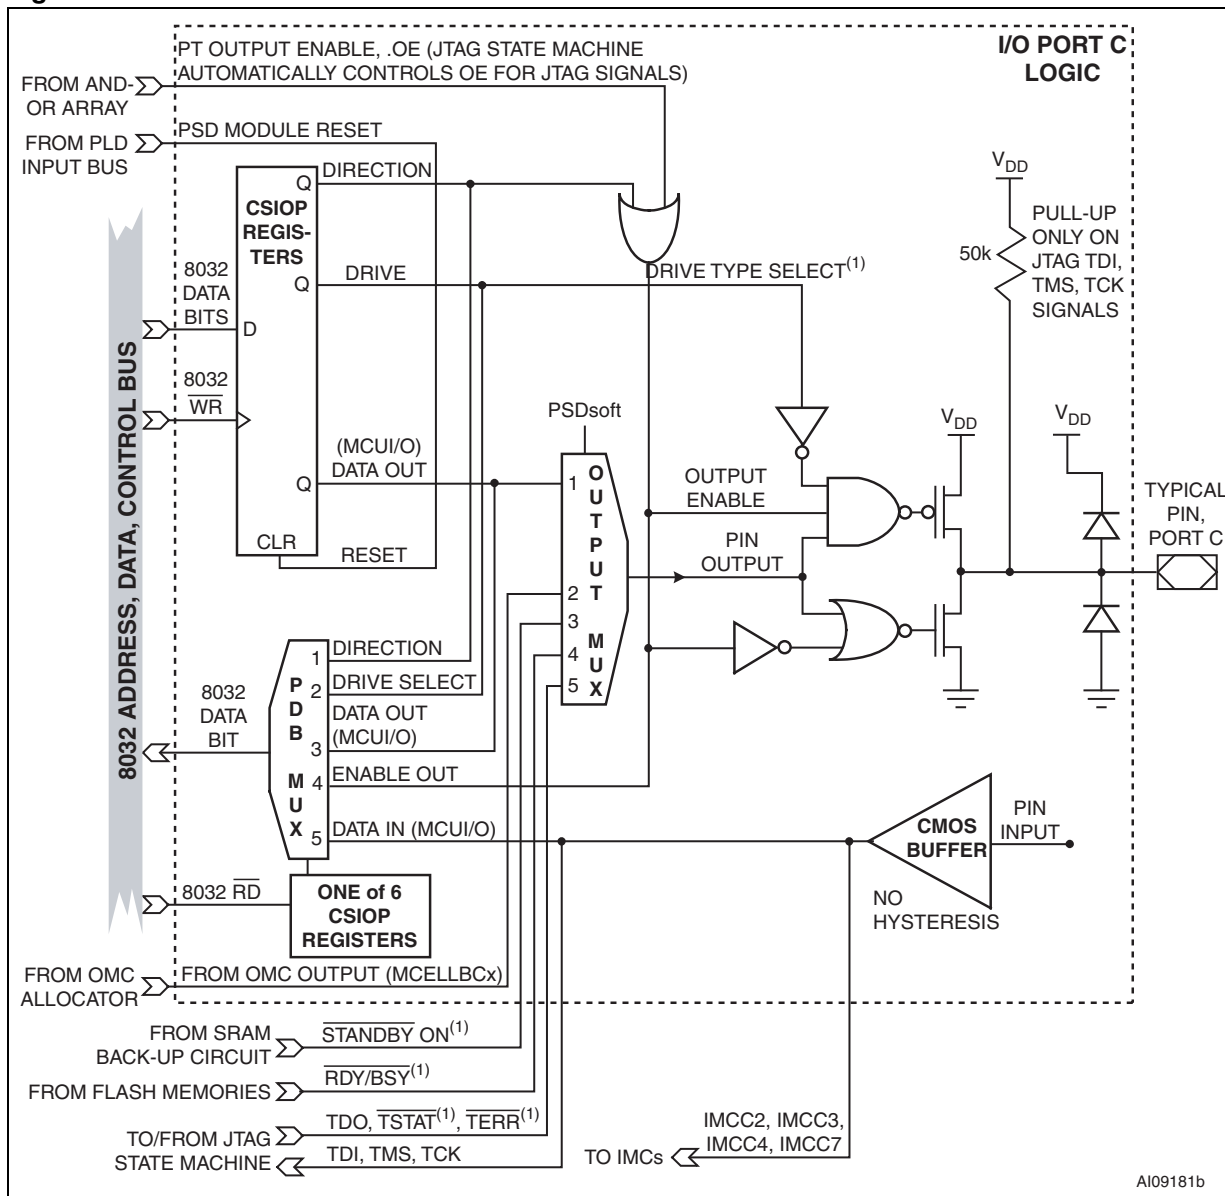 PT OUTPUT ENABLE, .OE (JTAG STATE MACHINE
AUTOMATICALLY CONTROLS OE FOR JTAG SIGNALS)
I/O PORT C
LOGIC
FROM AND-
OR ARRAY
FROM PLD
INPUT BUS
PSD MODULE RESET
DIRECTION
Q
CSIOP
REGIS-
TERS
VDD
PULL-UP
ONLY ON
JTAG TDI,
TMS, TCK
SIGNALS
50k
8032 ADDRESS, DATA, CONTROL BUS
8032
DATA
BITS
D
Q
DRIVE
DRIVE TYPE SELECT(1)
8032
WR
PSDsoft
(MCUI/O)
DATA OUT
Q
CLR
RESET
1
2
3
4
5
OUTPUT MUX
OUTPUT
ENABLE
PIN
OUTPUT
VDD
VDD
TYPICAL
PIN,
PORT C
8032
DATA
BIT
PDB MUX
1
DIRECTION
2
DRIVE SELECT
DATA OUT
(MCUI/O)
3
4
ENABLE OUT
5
DATA IN (MCUI/O)
CMOS
BUFFER
PIN
INPUT
NO
HYSTERESIS
8032 RD
ONE of 6
CSIOP
REGISTERS
FROM OMC
ALLOCATOR
FROM OMC OUTPUT (MCELLBCx)
FROM SRAM
BACK-UP CIRCUIT
STANDBY ON(1)
FROM FLASH MEMORIES
RDY/BSY(1)
TO/FROM JTAG
STATE MACHINE
TDO, TSTAT(1), TERR(1)
TDI, TMS, TCK
TO IMCs
IMCC2, IMCC3,
IMCC4, IMCC7
AI09181b